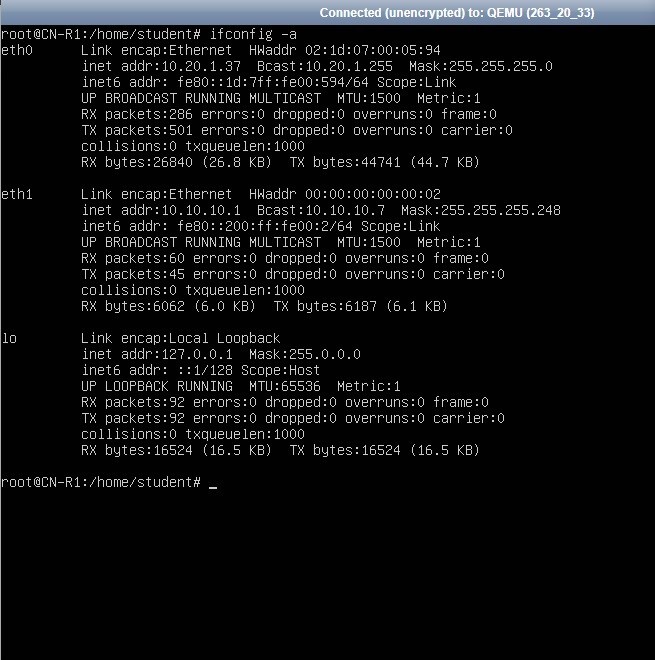 Connected (unencrypted) to: QEMU (263_20_33)
root@CN-R1:/home/student# ifconfig -a
eth0      Link encap:Ethernet  HWaddr 02:1d:07:00:05:94
          inet addr:10.20.1.37  Bcast:10.20.1.255  Mask:255.255.255.0
          inet6 addr: fe80::1d:7ff:fe00:594/64 Scope:Link
          UP BROADCAST RUNNING MULTICAST  MTU:1500  Metric:1
          RX packets:286 errors:0 dropped:0 overruns:0 frame:0
          TX packets:501 errors:0 dropped:0 overruns:0 carrier:0
          collisions:0 txqueuelen:1000
          RX bytes:26840 (26.8 KB)  TX bytes:44741 (44.7 KB)
eth1      Link encap:Ethernet  HWaddr 00:00:00:00:00:02
          inet addr:10.10.10.1  Bcast:10.10.10.7  Mask:255.255.255.248
          inet6 addr: fe80::200:ff:fe00:2/64 Scope:Link
          UP BROADCAST RUNNING MULTICAST  MTU:1500  Metric:1
          RX packets:60 errors:0 dropped:0 overruns:0 frame:0
          TX packets:45 errors:0 dropped:0 overruns:0 carrier:0
          collisions:0 txqueuelen:1000
          RX bytes:6062 (6.0 KB)  TX bytes:6187 (6.1 KB)
lo        Link encap:Local Loopback
          inet addr:127.0.0.1  Mask:255.0.0.0
          inet6 addr: ::1/128 Scope:Host
          UP LOOPBACK RUNNING  MTU:65536  Metric:1
          RX packets:92 errors:0 dropped:0 overruns:0 frame:0
          TX packets:92 errors:0 dropped:0 overruns:0 carrier:0
          collisions:0 txqueuelen:1000
          RX bytes:16524 (16.5 KB)  TX bytes:16524 (16.5 KB)
root@CN-R1:/home/student# _